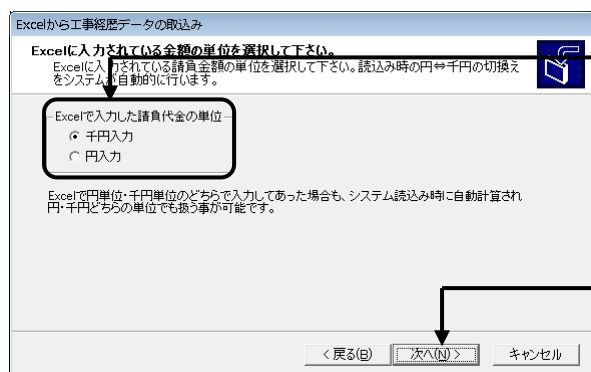 Excelから工事経歴データの取込み
Excelに入力されている金額の単位を選択して下さい。
Excelに入力されている請負金額の単位を選択して下さい。読込み時の円⇔千円の切換え
をシステムが自動的に行います。
Excelで入力した請負代金の単位
千円入力
円入力
Excelで円単位・千円単位のどちらで入力してあった場合も、システム読込み時に自動計算され
円・千円どちらの単位でも扱う事が可能です。
< 戻る(B)
次へ(N) >
キャンセル